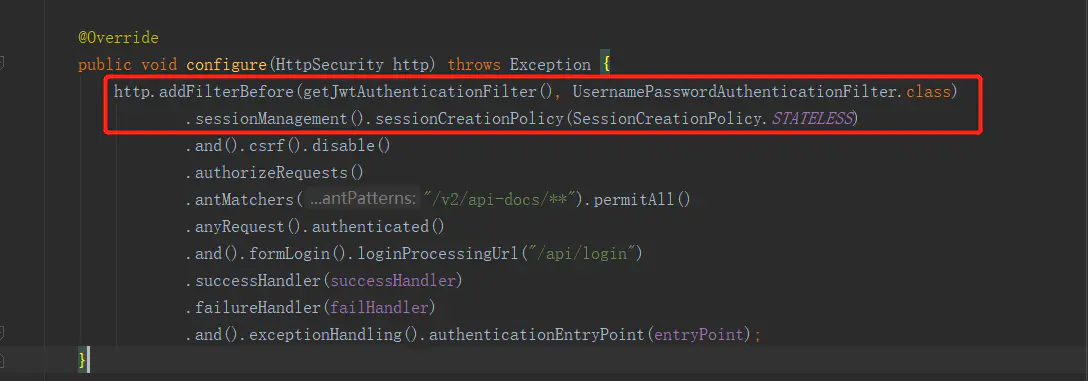 @Override
public void configure(HttpSecurity http) throws Exception {
http.addFilterBefore(getJwtAuthenticationFilter(), UsernamePasswordAuthenticationFilter.class)
.sessionManagement().sessionCreationPolicy(SessionCreationPolicy.STATELESS)
.and().csrf().disable()
.authorizeRequests()
.antMatchers( ...antPatterns: "/v2/api-docs/**").permitAll()
.anyRequest().authenticated()
.and().formLogin().loginProcessingUrl("/api/login")
.successHandler(successHandler)
.failureHandler(failHandler)
.and().exceptionHandling().authenticationEntryPoint(entryPoint);
}